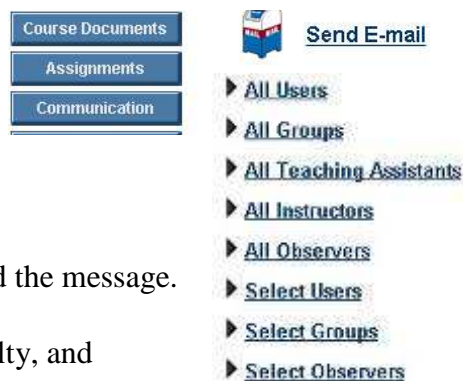 Course Documents
Assignments
Communication
Send E-mail
All Users
All Groups
All Teaching Assistants
All Instructors
All Observers
Select Users
Select Groups
Select Observers
d the message.
lty, and